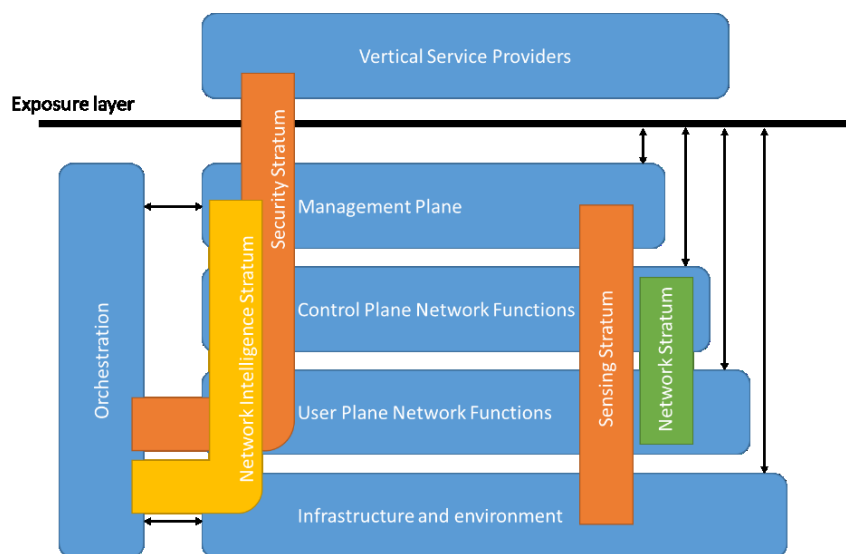 Vertical Service Providers
Exposure layer
Security Stratum
Management Plane
Orchestration
Network Intelligence Stratum
Control Plane Network Functions
Sensing Stratum
Network Stratum
User Plane Network Functions
Infrastructure and environment